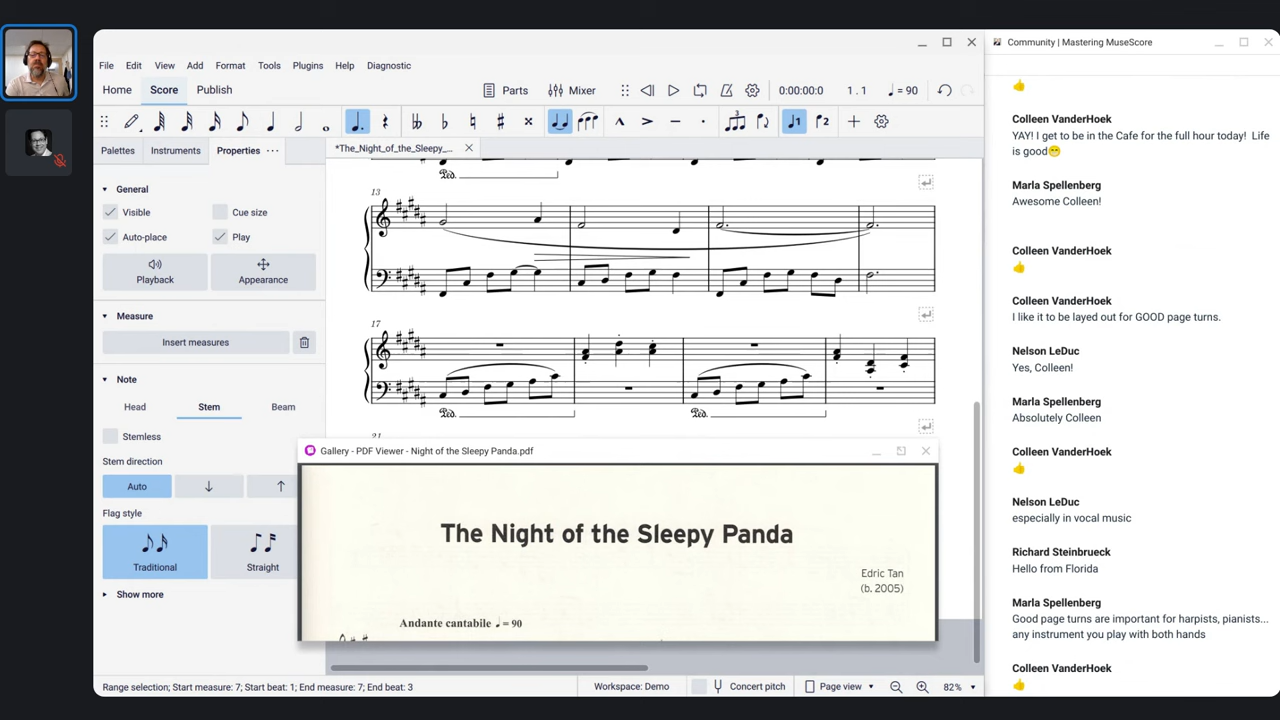 Community | Mastering MuseScore
File Edit View Add Format Tools Plugins Help Diagnostic
Home Score Publish
Parts Mixer 0:00:00:0 1 . 1 = 90
Palettes Instruments Properties
*The_Night_of_the_Sleepy_...
General
Visible Cue size
Auto-place Play
Playback Appearance
Measure
Insert measures
Note
Head Stem Beam
Stemless
Stem direction
Auto
Flag style
Traditional Straight
Show more
13
17
21
Gallery - PDF Viewer - Night of the Sleepy Panda.pdf
The Night of the Sleepy Panda
Edric Tan
(b. 2005)
Andante cantabile = 90
Range selection; Start measure: 7; Start beat: 1; End measure: 7; End beat: 3
Workspace: Demo Concert pitch Page view 82%
Colleen VanderHoek
YAY! I get to be in the Cafe for the full hour today! Life
is good
Marla Spellenberg
Awesome Colleen!
Colleen VanderHoek
Colleen VanderHoek
I like it to be layed out for GOOD page turns.
Nelson LeDuc
Yes, Colleen!
Marla Spellenberg
Absolutely Colleen
Colleen VanderHoek
Nelson LeDuc
especially in vocal music
Richard Steinbrueck
Hello from Florida
Marla Spellenberg
Good page turns are important for harpists, pianists...
any instrument you play with both hands
Colleen VanderHoek